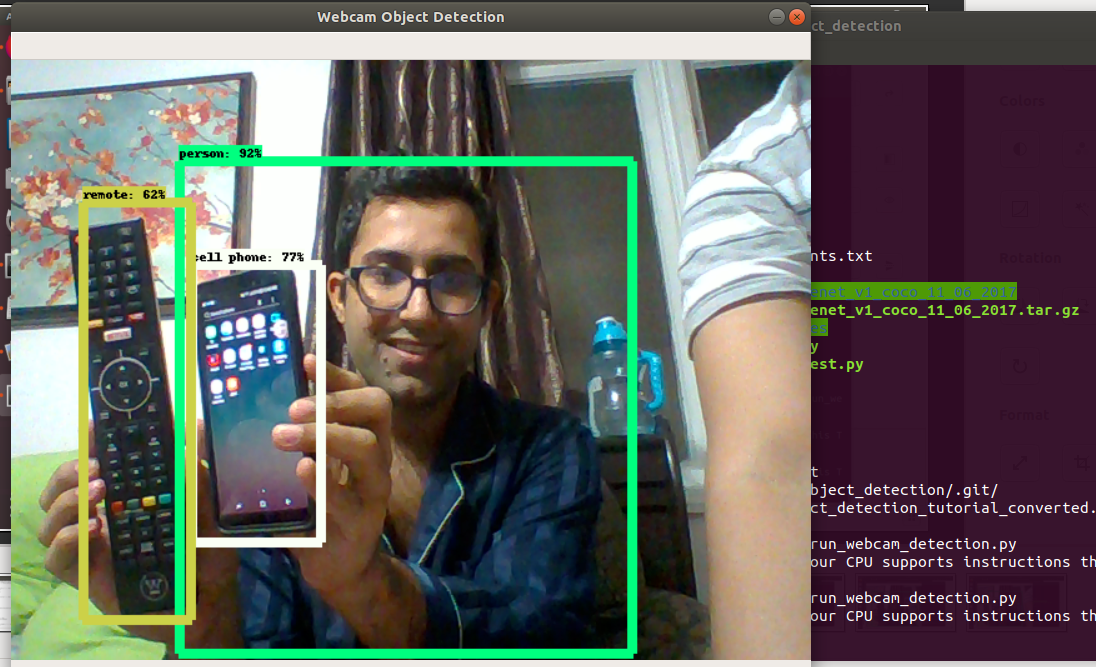 Webcam Object Detection
ct_detection
person: 92%
remote: 62%
cell phone: 77%
NETFLIX
OK
W
Colors
Rotation
Format
nts.txt
enet_v1_coco_11_06_2017
enet_v1_coco_11_06_2017.tar.gz
es
y
est.py
t
bject_detection/.git/
ct_detection_tutorial_converted.
run_webcam_detection.py
our CPU supports instructions th
run_webcam_detection.py
our CPU supports instructions th